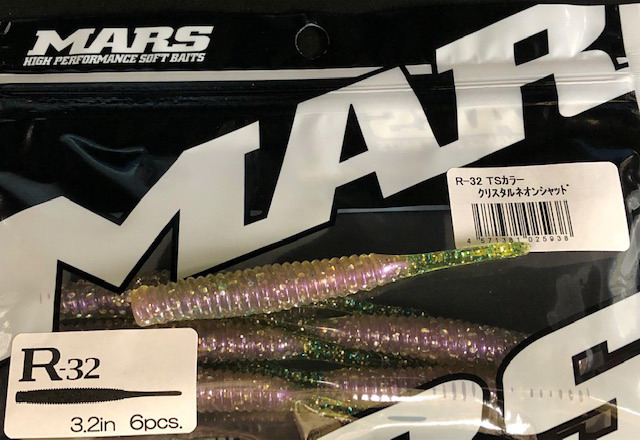 MARS
HIGH PERFORMANCE SOFT BAITS
MARS
R-32 TSカラー
クリスタルネオンシャッド
R-32
3.2in 6pcs.